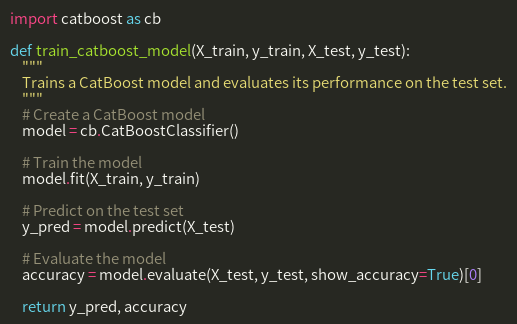 import catboost as cb
def train_catboost_model(X_train, y_train, X_test, y_test):
"""
Trains a CatBoost model and evaluates its performance on the test set.
"""
# Create a CatBoost model
model = cb.CatBoostClassifier()
# Train the model
model.fit(X_train, y_train)
# Predict on the test set
y_pred = model.predict(X_test)
# Evaluate the model
accuracy = model.evaluate(X_test, y_test, show_accuracy=True)[0]
return y_pred, accuracy